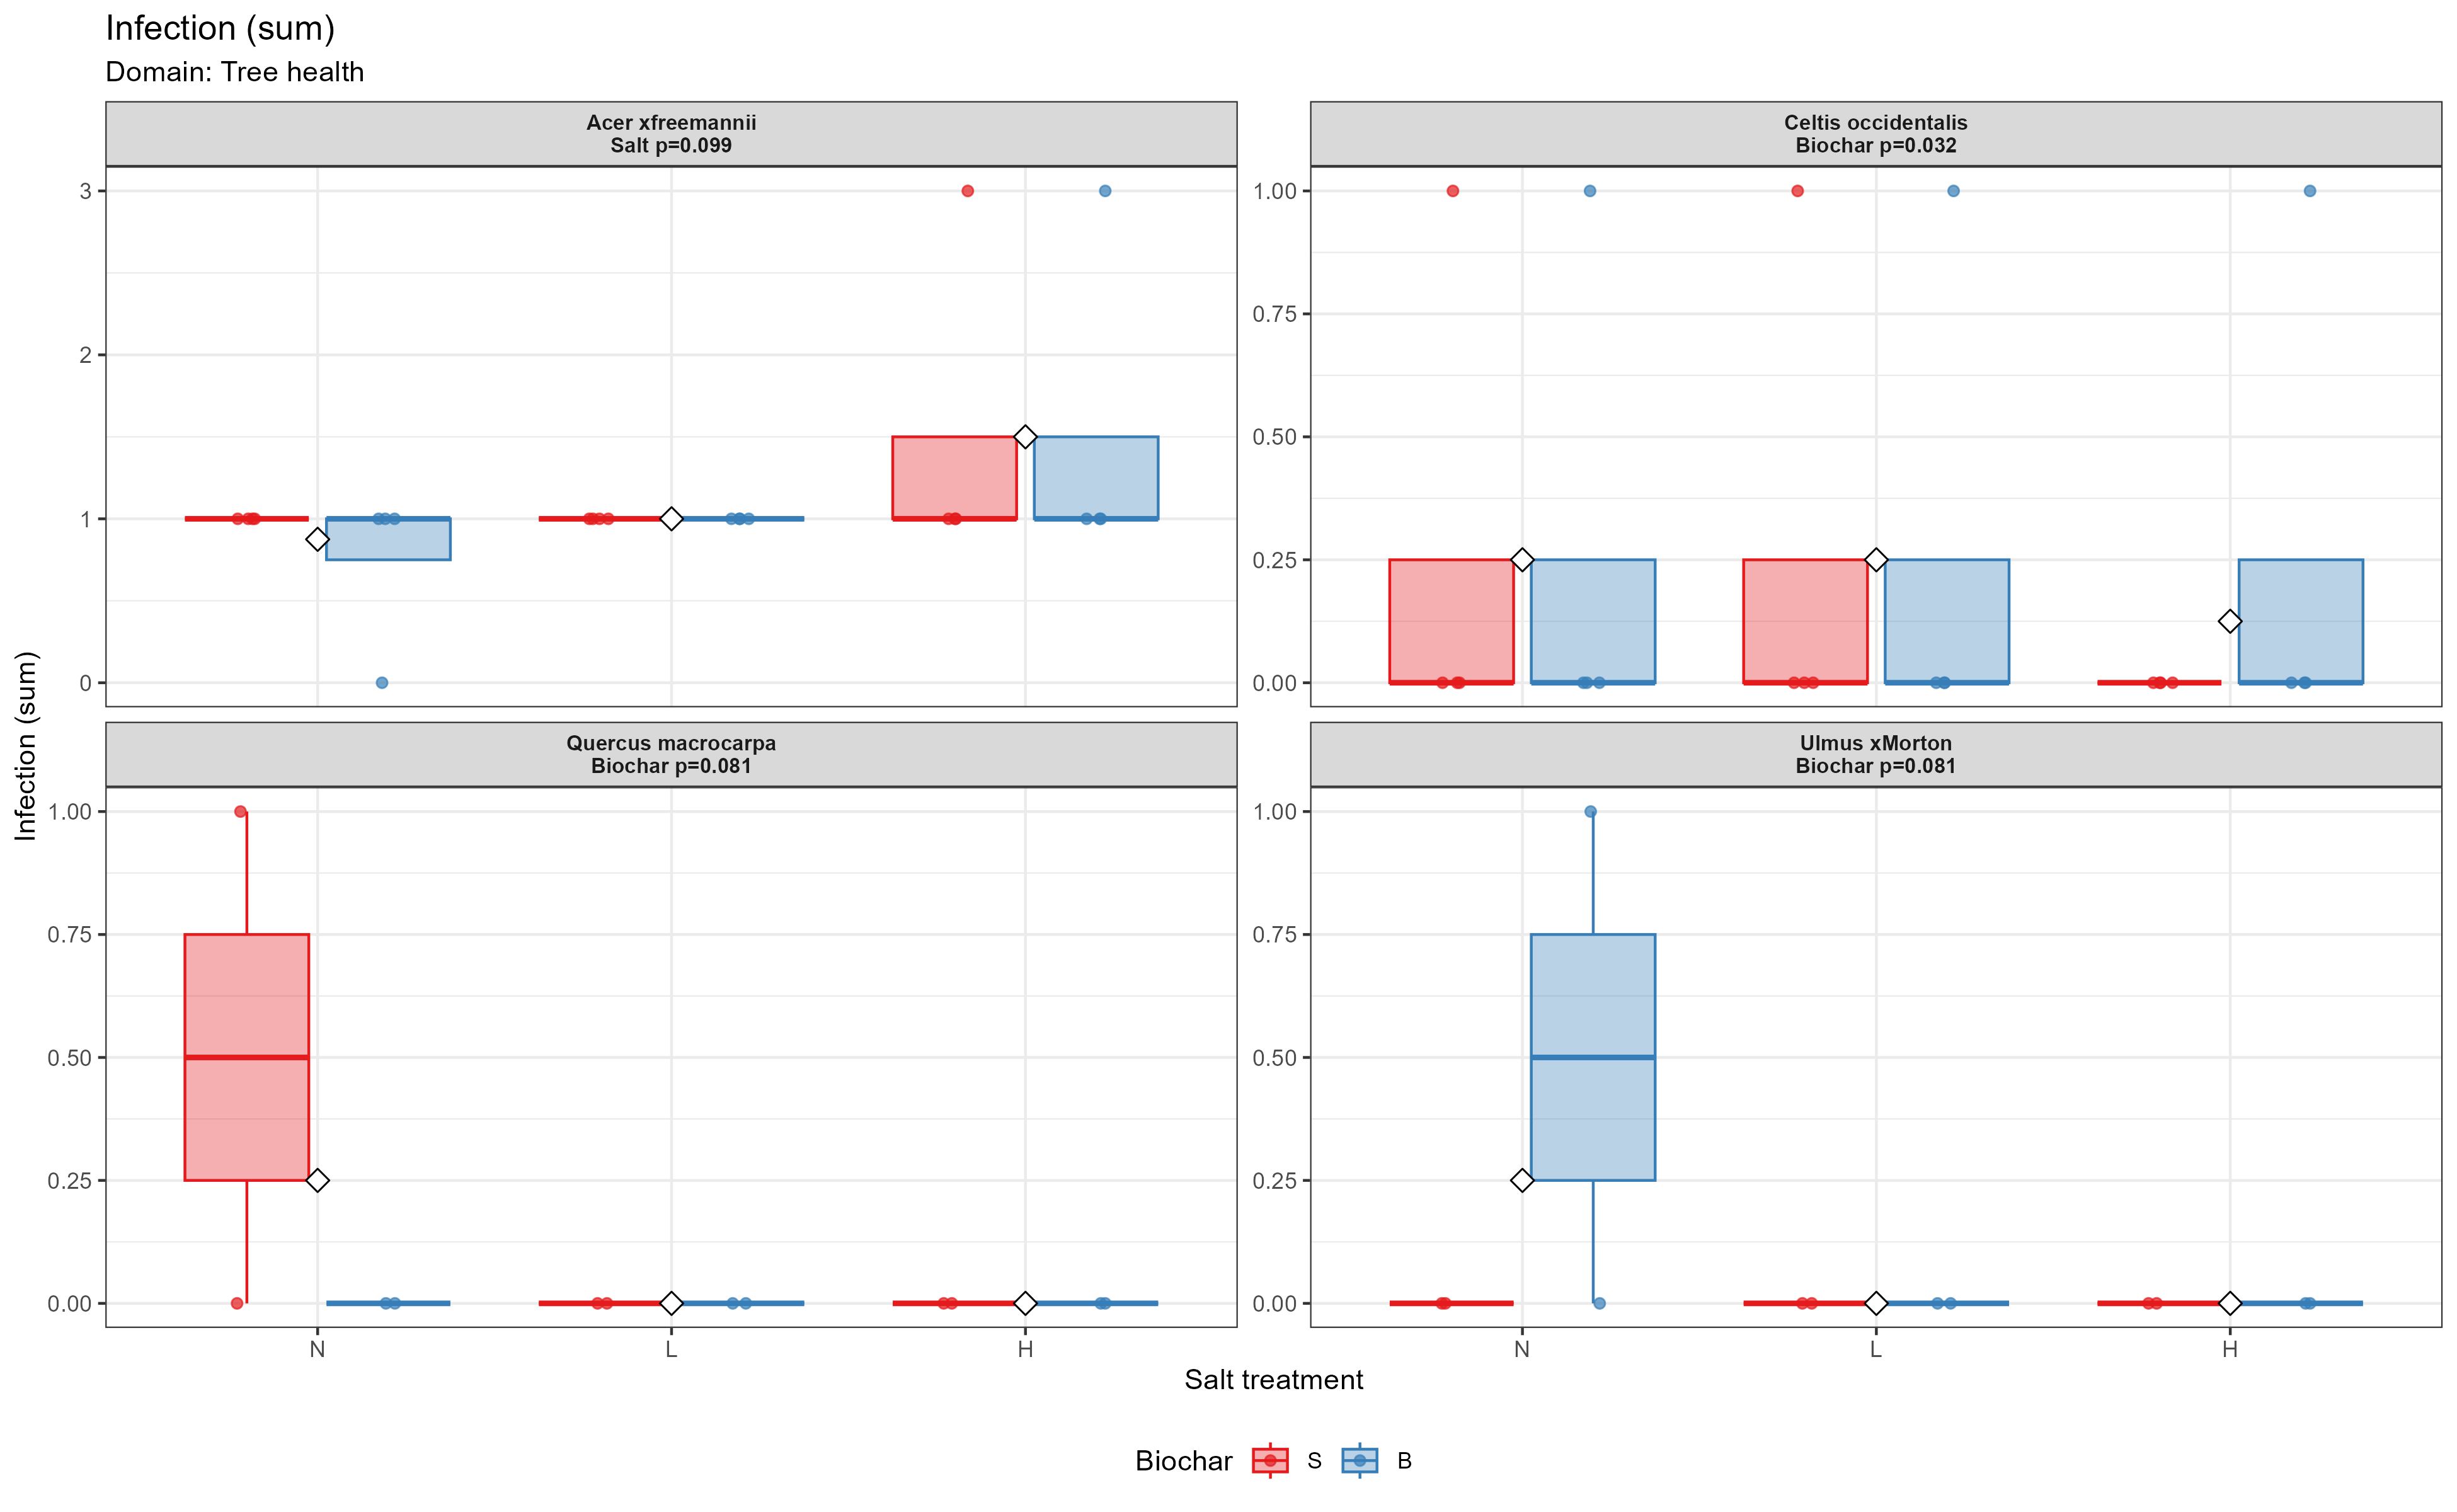 Infection (sum)
Domain: Tree health
Acer xfreemannii
Salt p=0.099
Celtis occidentalis
Biochar p=0.032
3
2
1
0
1.00
0.75
0.50
0.25
0.00
Infection (sum)
Quercus macrocarpa
Biochar p=0.081
Ulmus xMorton
Biochar p=0.081
1.00
0.75
0.50
0.25
0.00
1.00
0.75
0.50
0.25
0.00
N L H
N L H
Salt treatment
Biochar S B